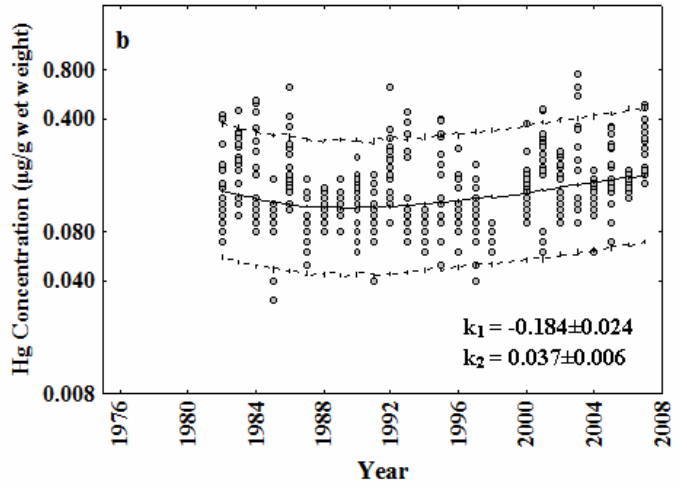 b
Hg Concentration (µg/g wet weight)
0.800
0.400
0.080
0.040
0.008
k₁ = -0.184±0.024
k₂ = 0.037±0.006
1976
1980
1984
1988
1992
1996
2000
2004
2008
Year